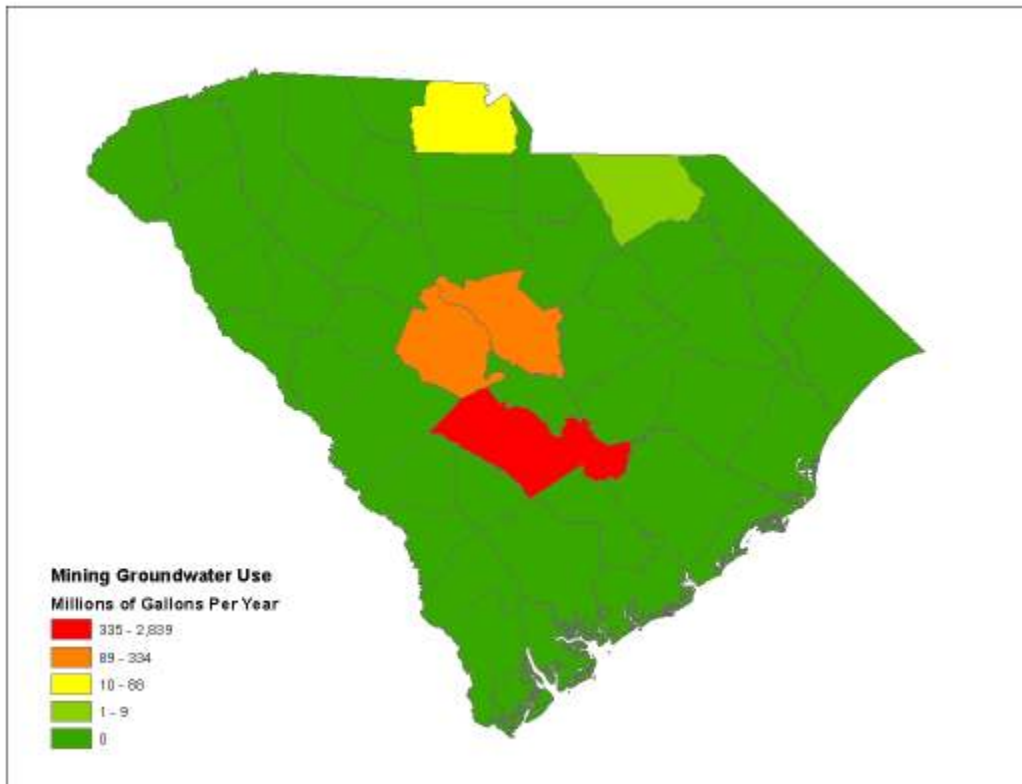 Mining Groundwater Use
Millions of Gallons Per Year
335 - 2,839
89 - 334
10 - 88
1 - 9
0